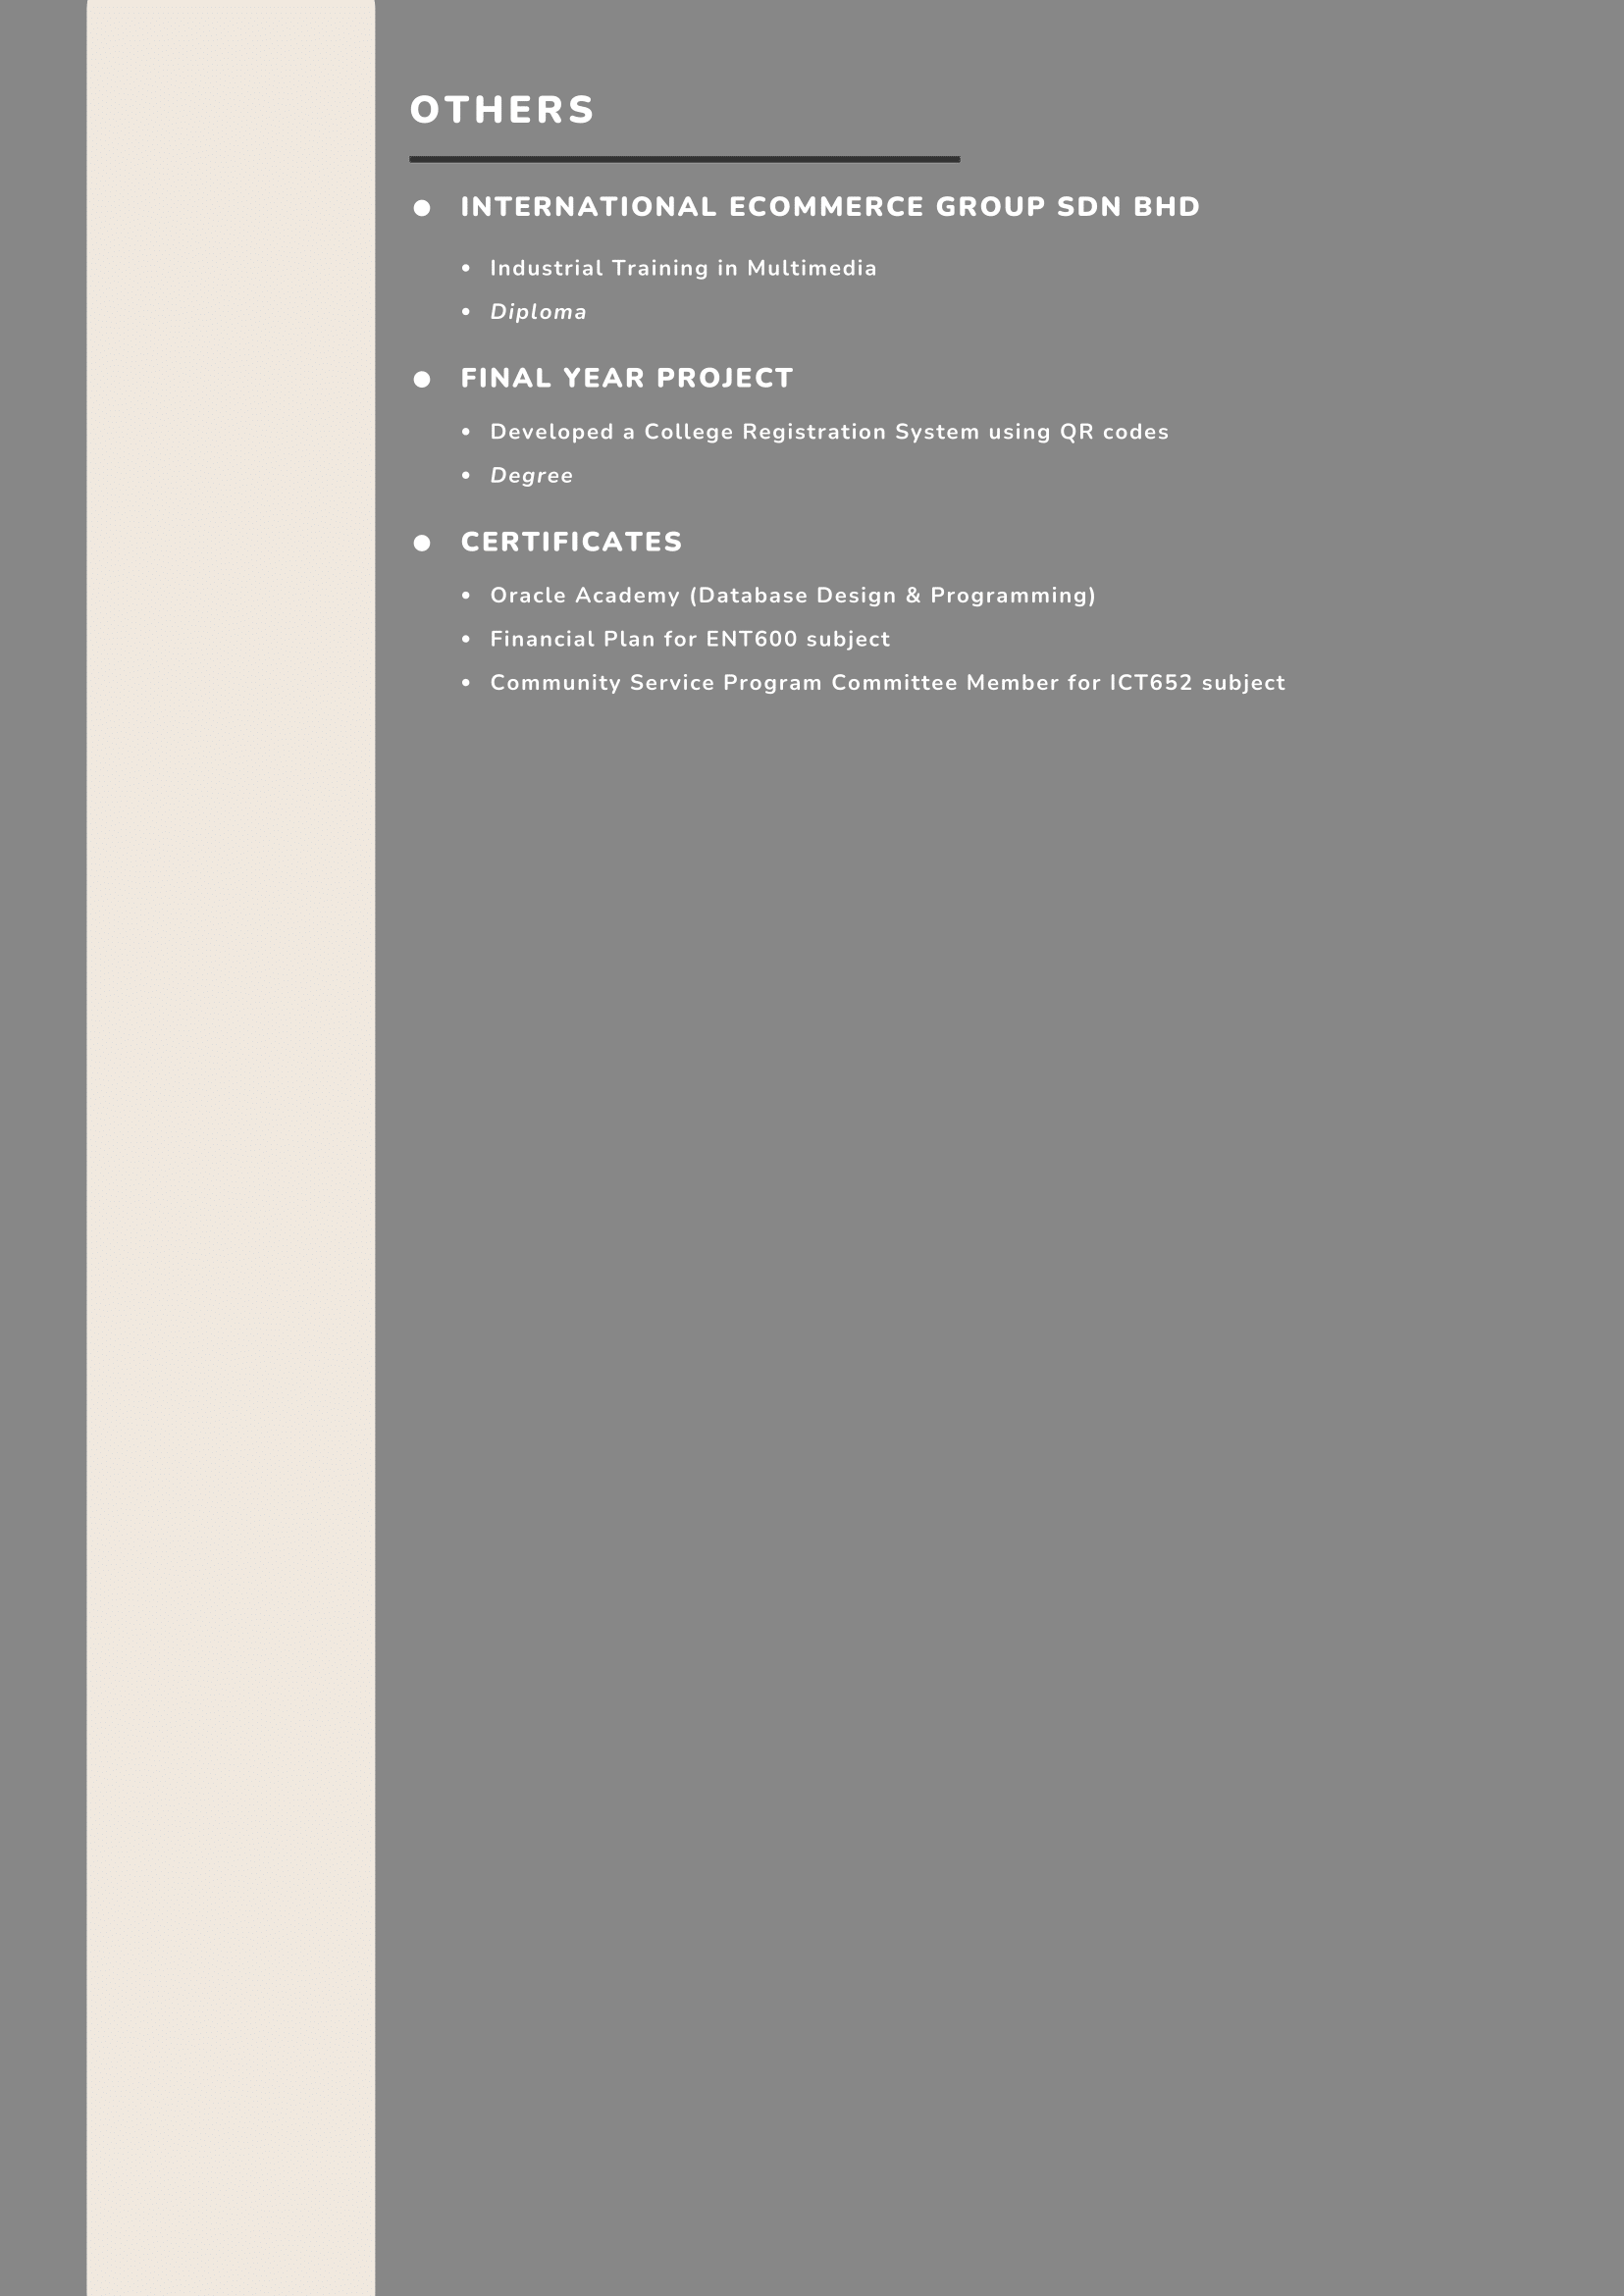 OTHERS
INTERNATIONAL ECOMMERCE GROUP SDN BHD
• Industrial Training in Multimedia
• Diploma
FINAL YEAR PROJECT
• Developed a College Registration System using QR codes
• Degree
CERTIFICATES
• Oracle Academy (Database Design & Programming)
• Financial Plan for ENT600 subject
• Community Service Program Committee Member for ICT652 subject